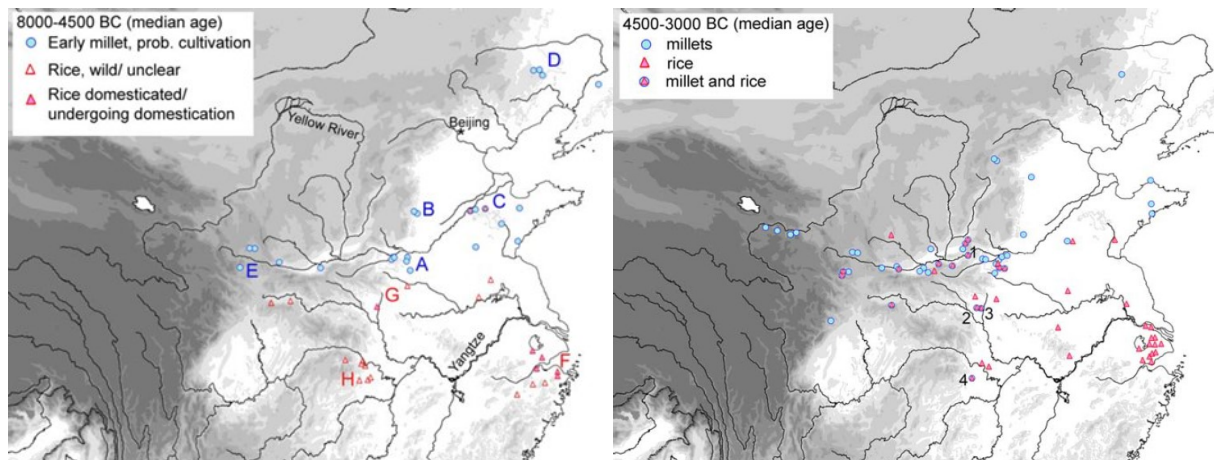 8000-4500 BC (median age)
Early millet, prob. cultivation
Rice, wild/ unclear
Rice domesticated/
undergoing domestication
D
Yellow River
Beijing
B
C
E
A
G
Yangtze
F
H
4500-3000 BC (median age)
millets
rice
millet and rice
1
2
3
4